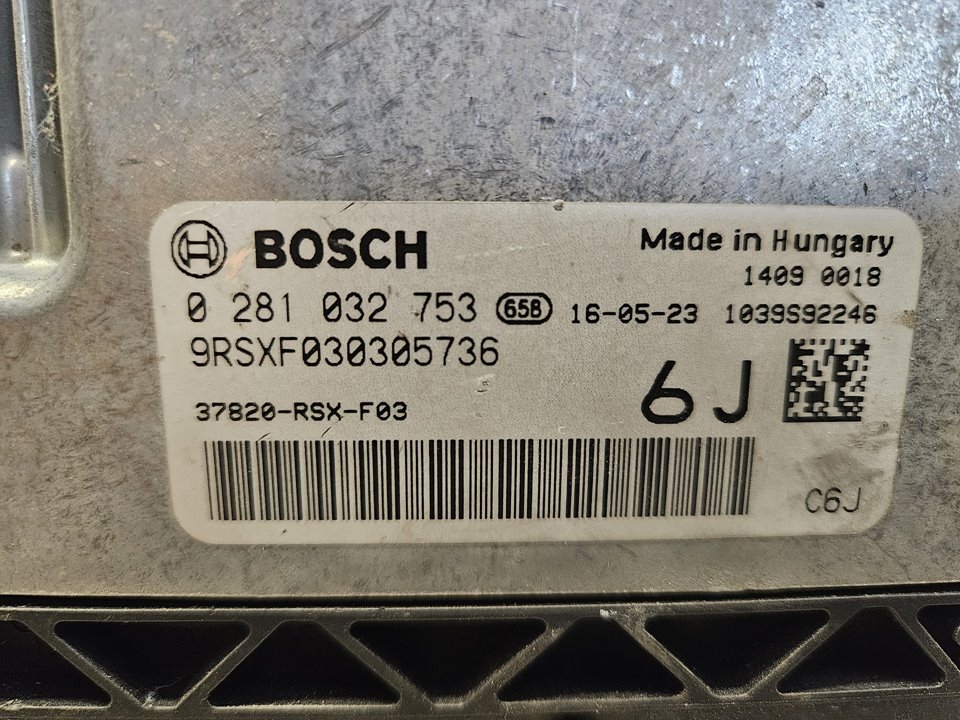 BOSCH
Made in Hungary
1409 0018
0 281 032 753 65B 16-05-23 1039S92246
9RSXF030305736
6J
37820-RSX-F03
C6J